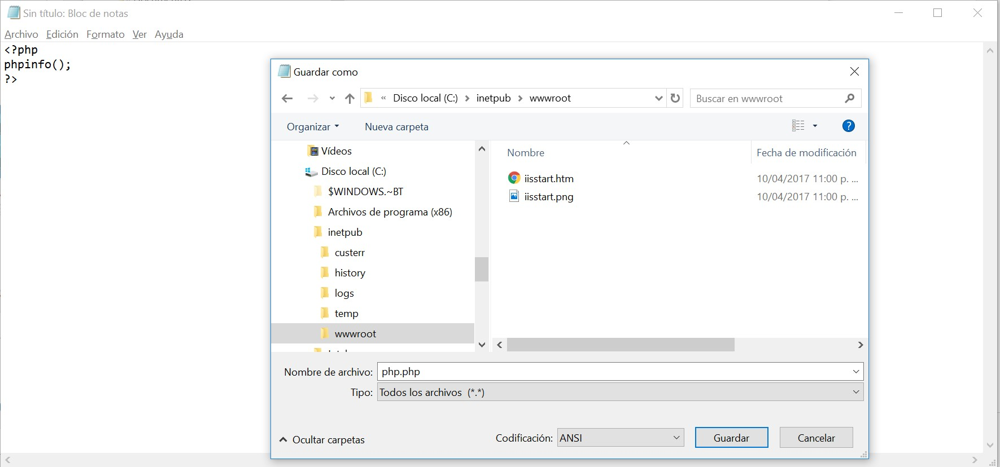 Sin título: Bloc de notas
Archivo Edición Formato Ver Ayuda
<?php
phpinfo();
?>
Guardar como
« Disco local (C:) > inetpub > wwwroot
Buscar en wwwroot
Organizar
Nueva carpeta
?
Vídeos
Disco local (C:)
$WINDOWS.~BT
Archivos de programa (x86)
inetpub
custerr
history
logs
temp
wwwroot
Nombre
Fecha de modificación
iisstart.htm
10/04/2017 11:00 p. ...
iisstart.png
10/04/2017 11:00 p. ...
Nombre de archivo: php.php
Tipo: Todos los archivos (*.*)
Ocultar carpetas
Codificación: ANSI
Guardar
Cancelar